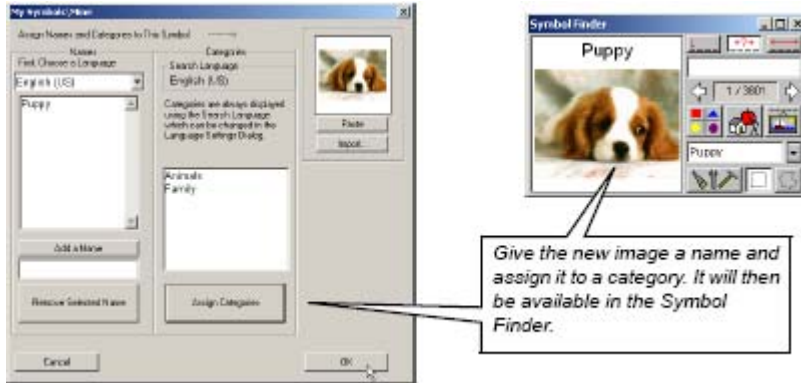 My Symbols\Mine
Assign Names and Categories to This Symbol
Names
First, Choose a Language
English (US)
Puppy
Add a Name
Remove Selected Name
Cancel
Categories
Search Language
English (US)
Categories are always displayed
using the Search Language
which can be changed in the
Language Settings Dialog.
Animals
Family
Assign Categories
Paste
Import...
OK
Symbol Finder
Puppy
1 / 3801
Puppy
Give the new image a name and
assign it to a category. It will then
be available in the Symbol
Finder.